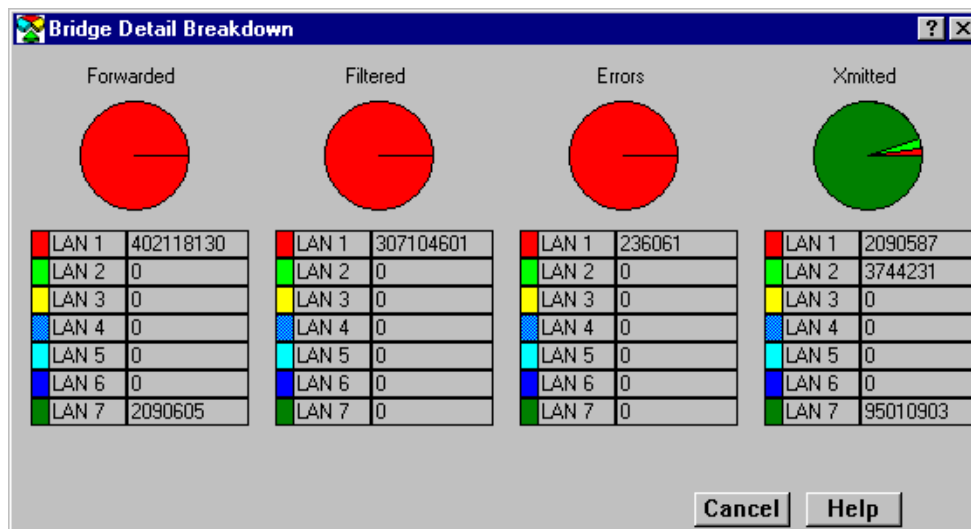 Bridge Detail Breakdown
? X
Forwarded Filtered Errors Xmitted
LAN 1 402118130 LAN 1 307104601 LAN 1 236061 LAN 1 2090587
LAN 2 0 LAN 2 0 LAN 2 0 LAN 2 3744231
LAN 3 0 LAN 3 0 LAN 3 0 LAN 3 0
LAN 4 0 LAN 4 0 LAN 4 0 LAN 4 0
LAN 5 0 LAN 5 0 LAN 5 0 LAN 5 0
LAN 6 0 LAN 6 0 LAN 6 0 LAN 6 0
LAN 7 2090605 LAN 7 0 LAN 7 0 LAN 7 95010903
Cancel Help